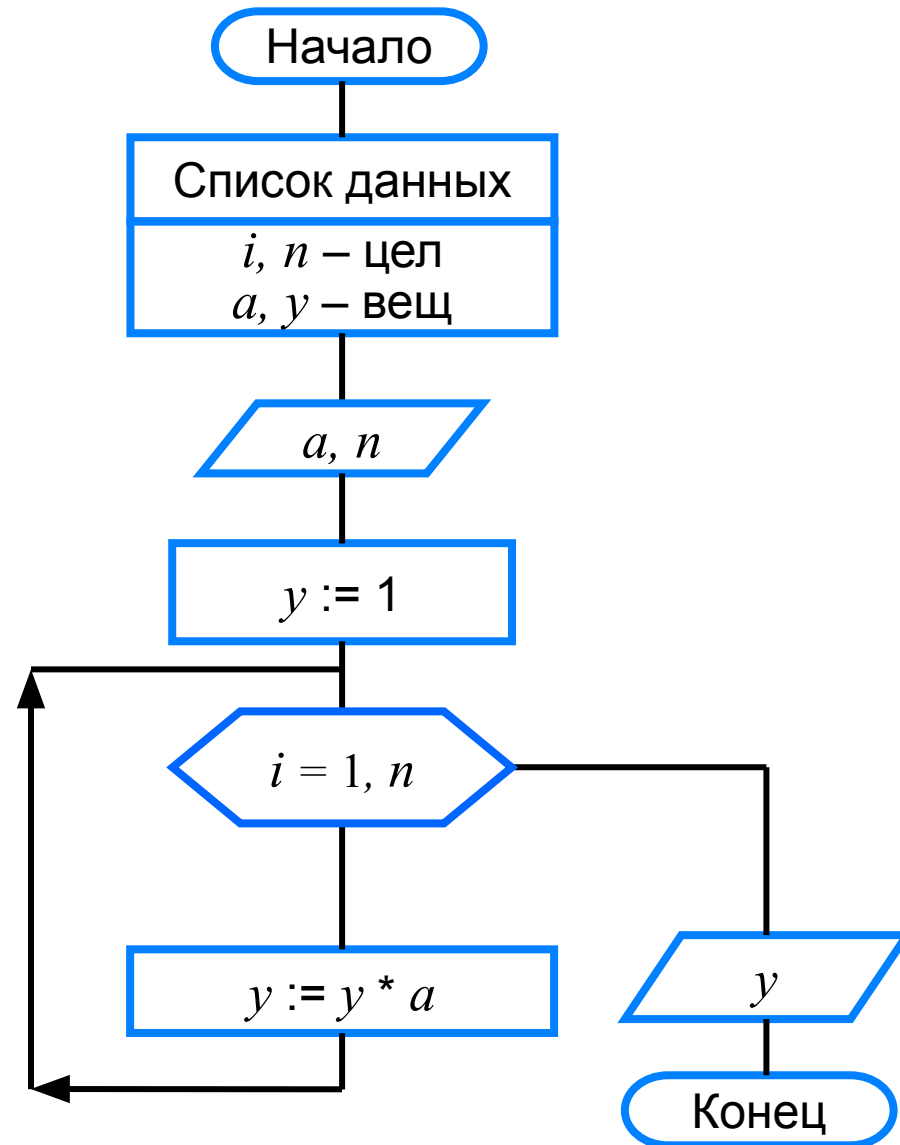 Начало
Список данных
i, n – цел
a, y – вещ
a, n
y := 1
i = 1, n
y := y * a
y
Конец